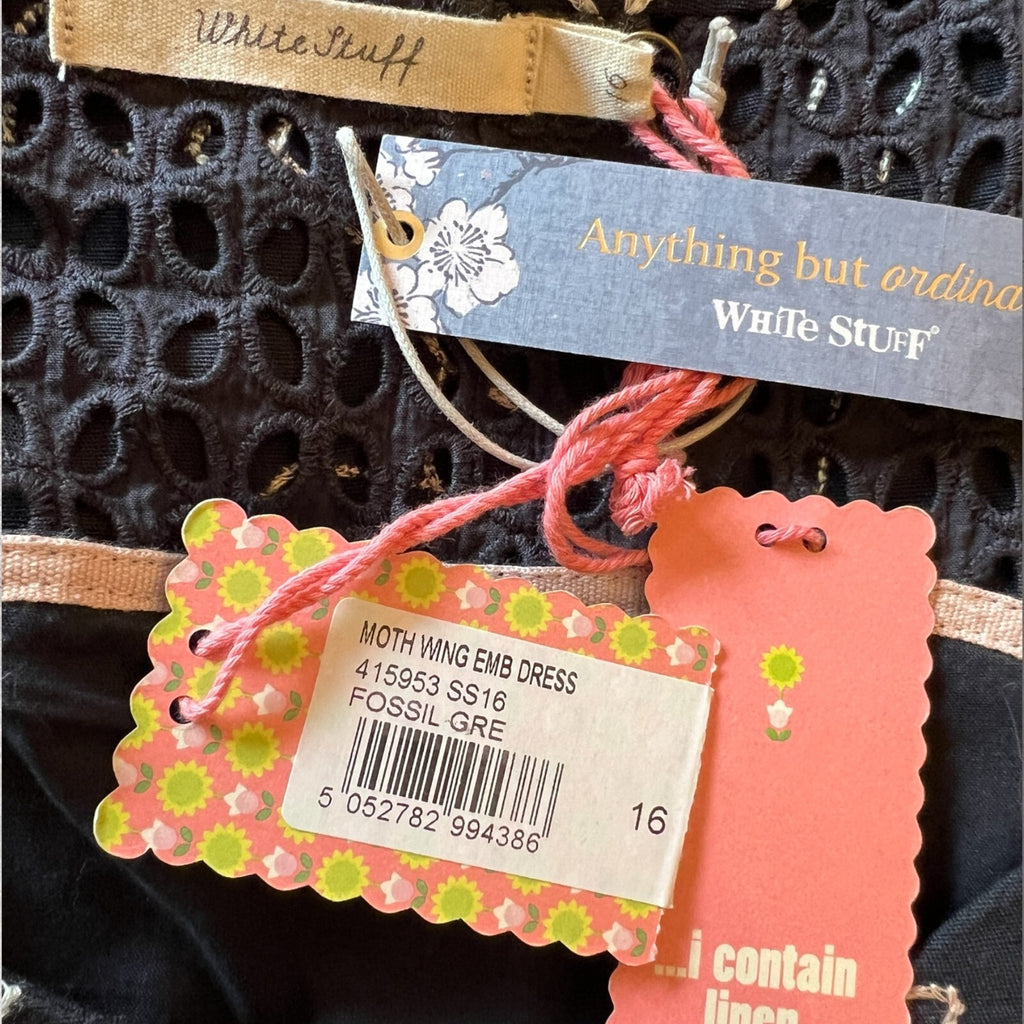 White Stuff
Anything but ordina
WHiTe STUFF
MOTH WING EMB DRESS
415953 SS16
FOSSIL GRE
5 052782 994386
16
...i contain
linen